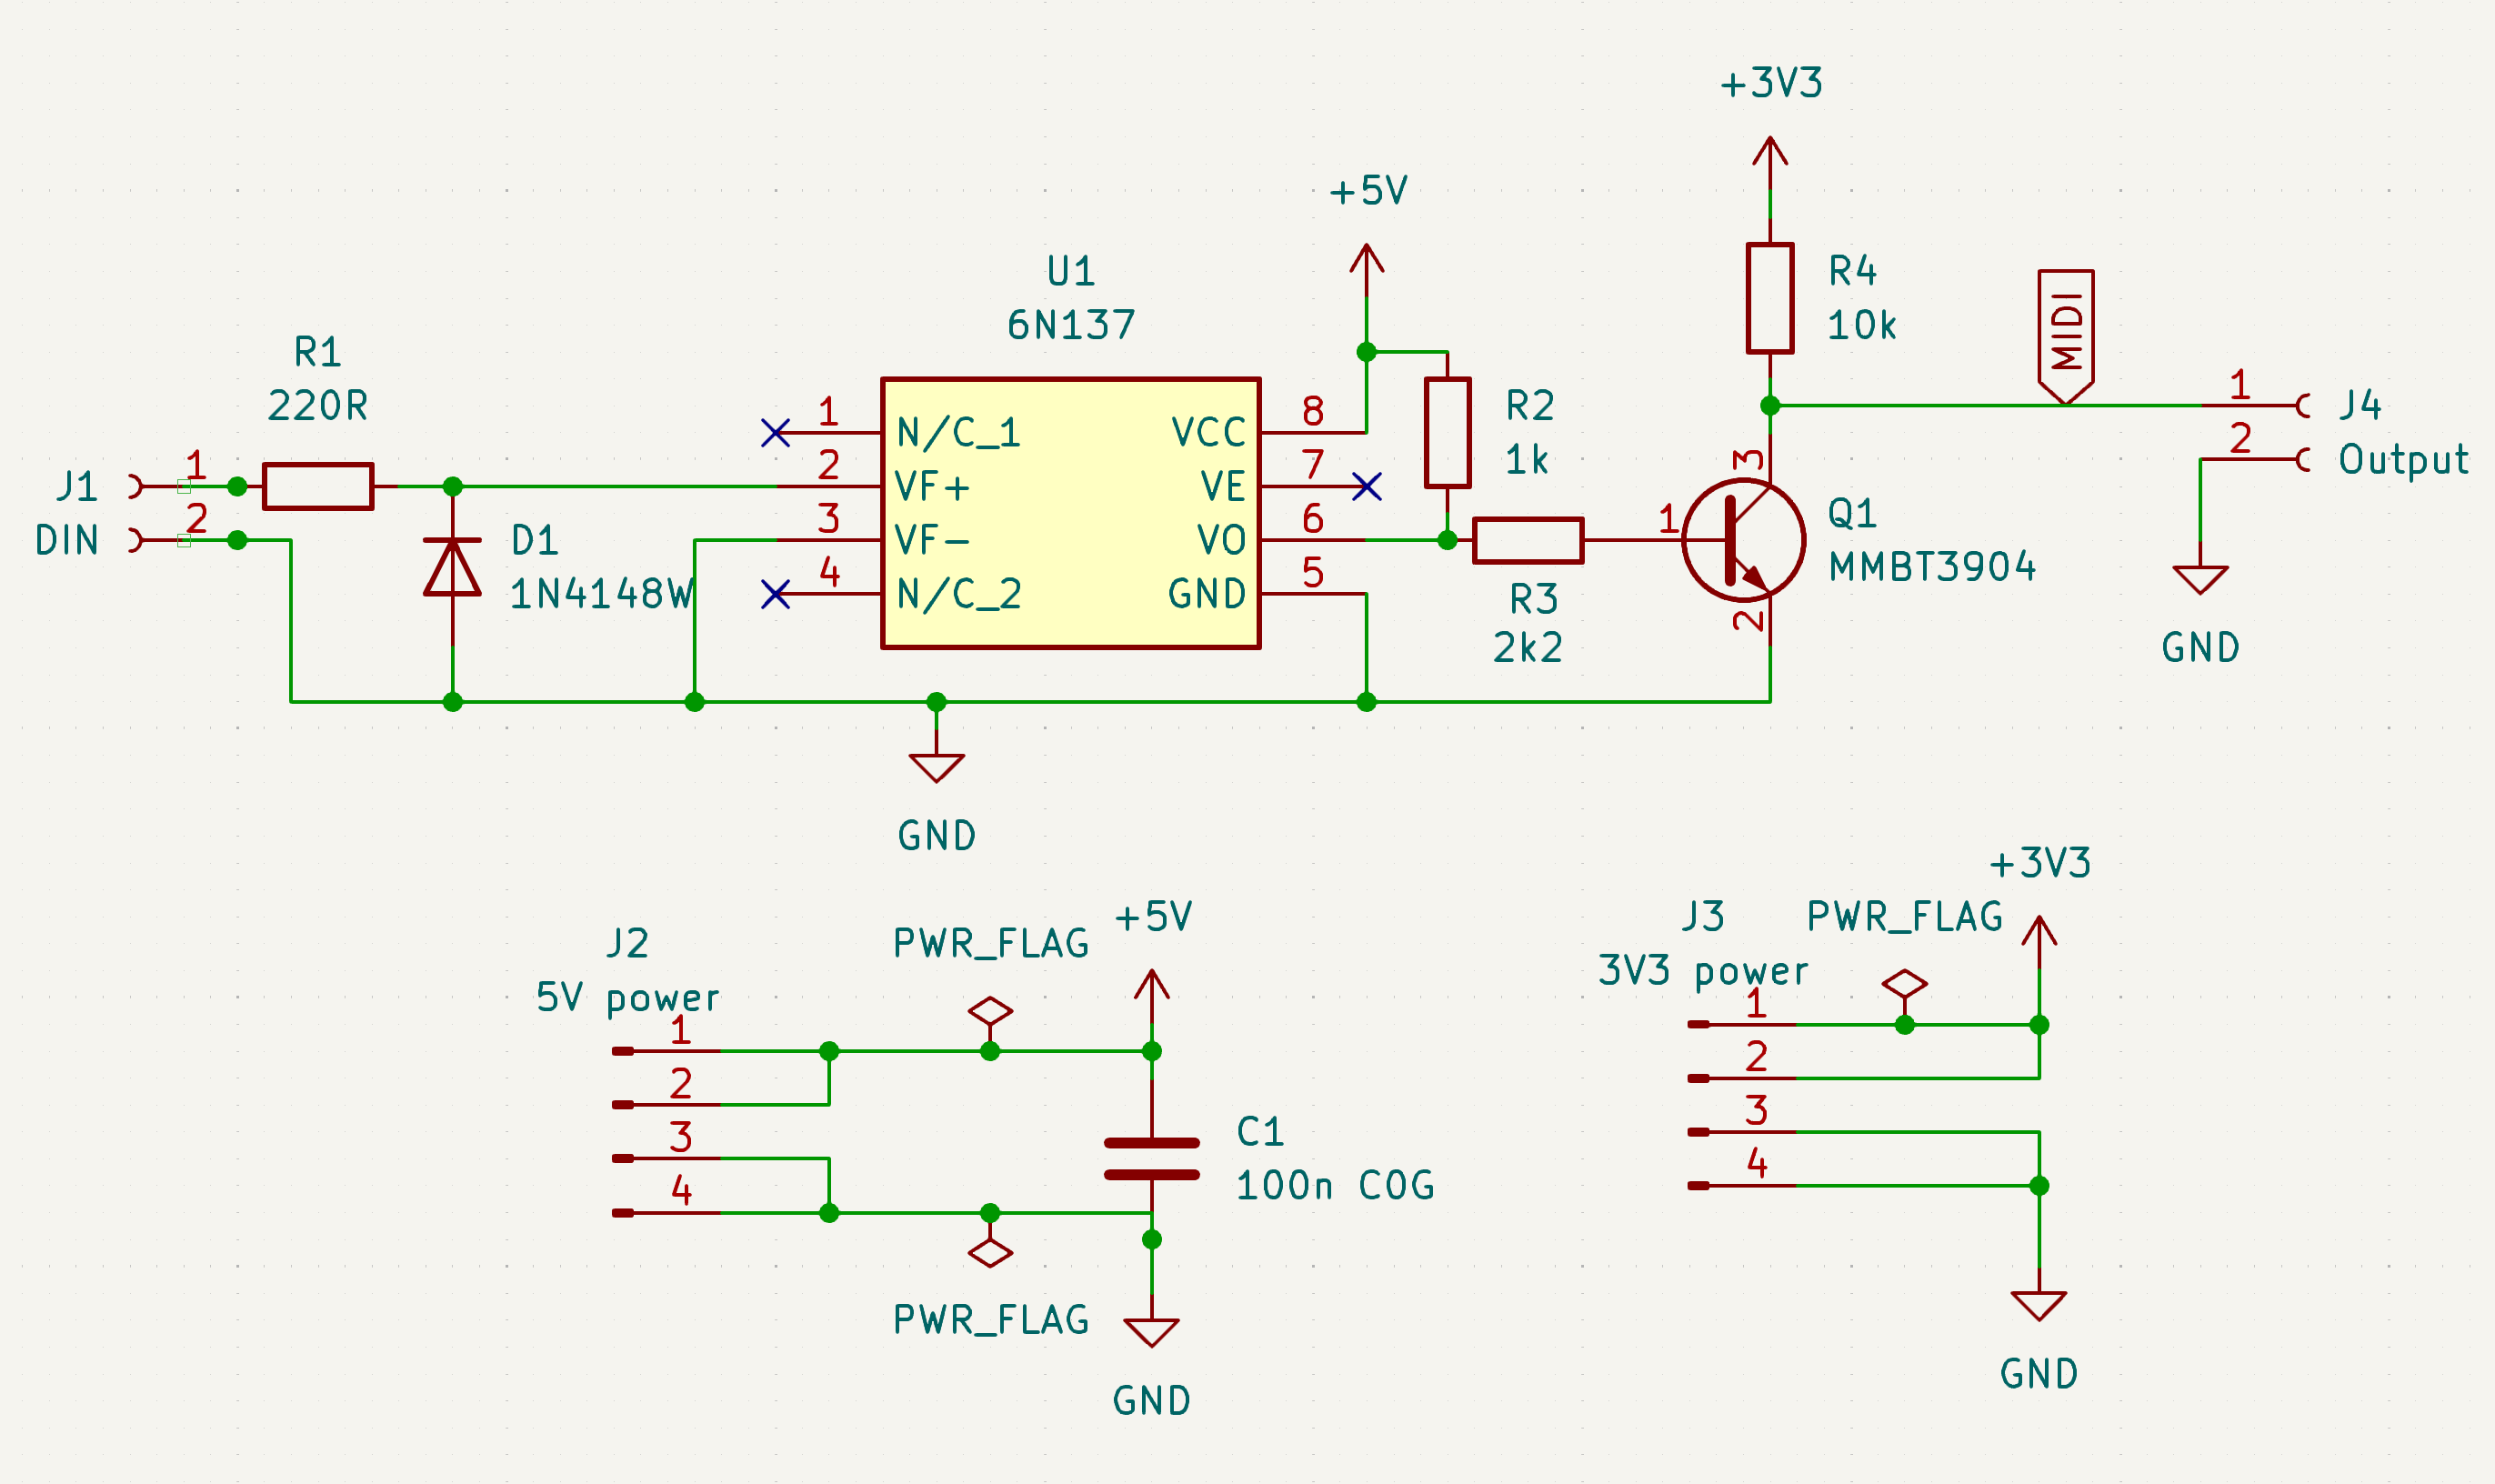 +3V3
+5V
U1
6N137
R4
10k
MIDI
R1
220R
1
N/C_1
VCC
8
R2
1k
1
J4
2
Output
J1
1
2
VF+
VE
7
3
DIN
2
D1
1N4148W
3
VF-
VO
6
1
Q1
MMBT3904
4
N/C_2
GND
5
R3
2k2
2
GND
GND
+3V3
+5V
J2
5V power
PWR_FLAG
J3
3V3 power
PWR_FLAG
1
2
3
4
1
2
3
4
C1
100n C0G
PWR_FLAG
GND
GND